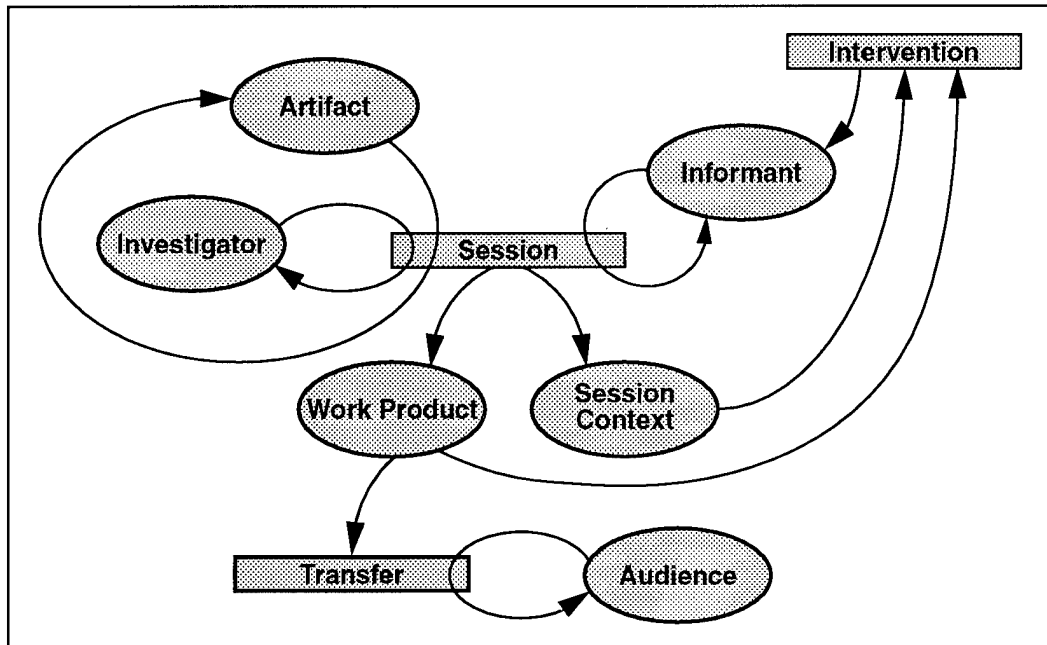 Intervention
Artifact
Informant
Investigator
Session
Work Product
Session
Context
Transfer
Audience